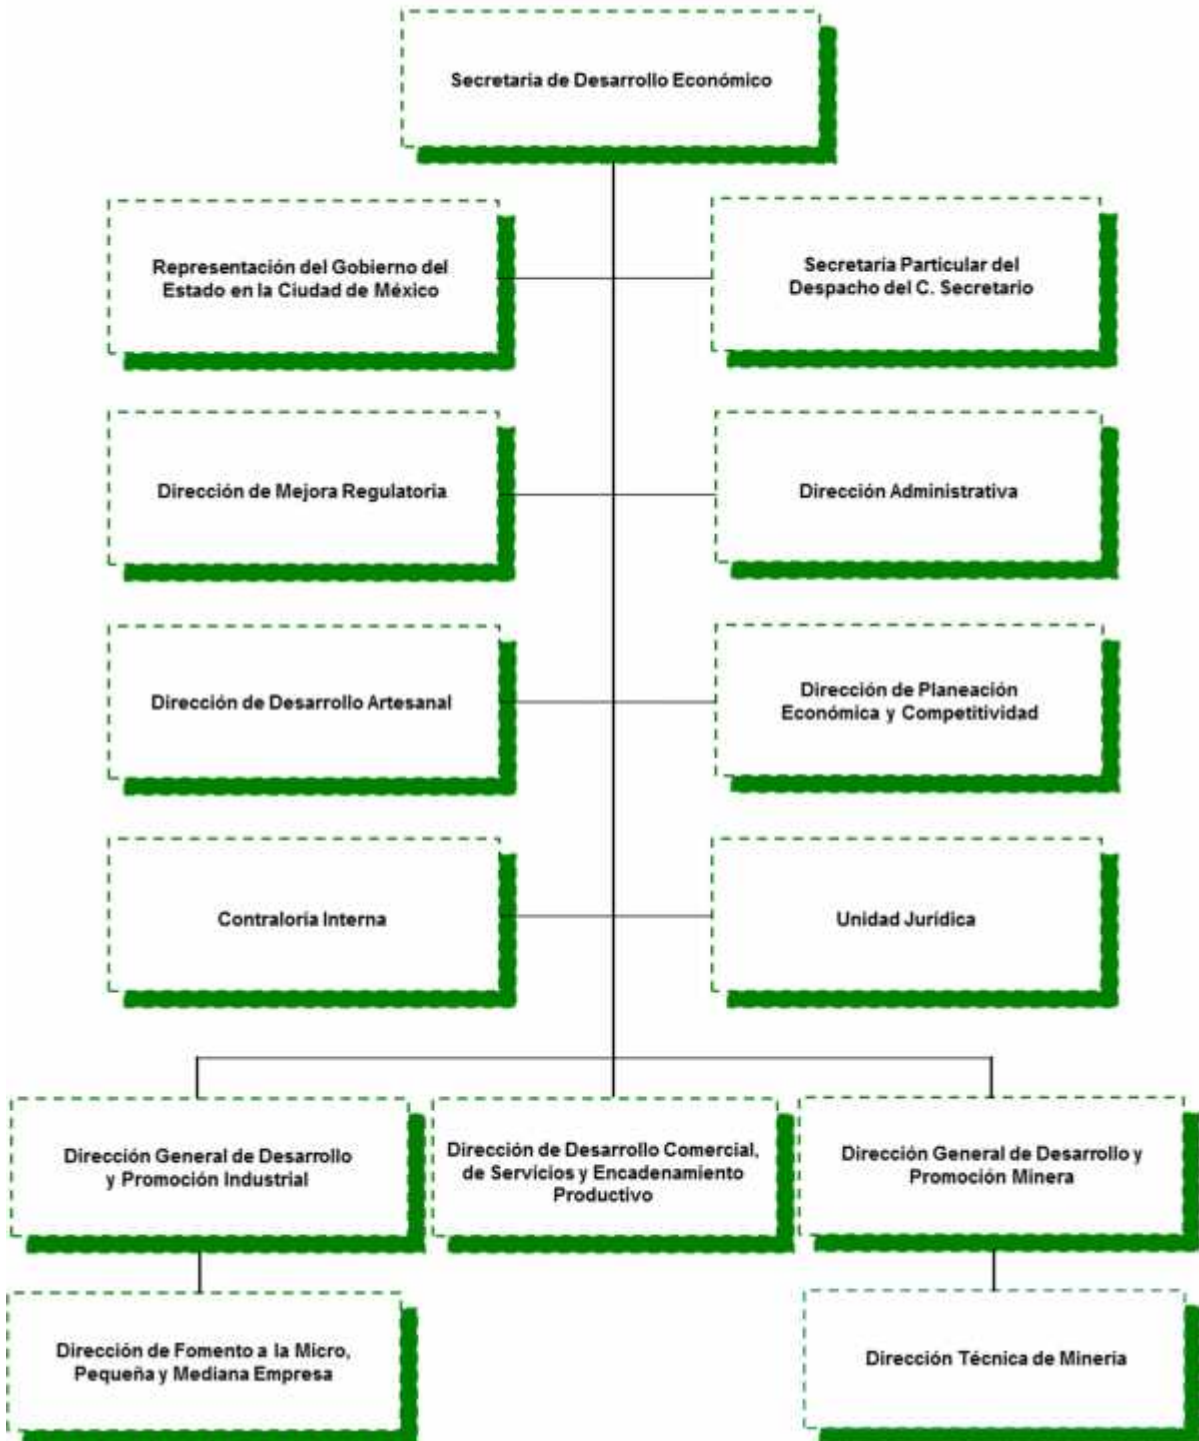 Secretaría de Desarrollo Económico
Representación del Gobierno del
Estado en la Ciudad de México
Secretaría Particular del
Despacho del C. Secretario
Dirección de Mejora Regulatoria
Dirección Administrativa
Dirección de Desarrollo Artesanal
Dirección de Planeación
Económica y Competitividad
Contraloría Interna
Unidad Jurídica
Dirección General de Desarrollo
y Promoción Industrial
Dirección de Desarrollo Comercial,
de Servicios y Encadenamiento
Productivo
Dirección General de Desarrollo y
Promoción Minera
Dirección de Fomento a la Micro,
Pequeña y Mediana Empresa
Dirección Técnica de Minería